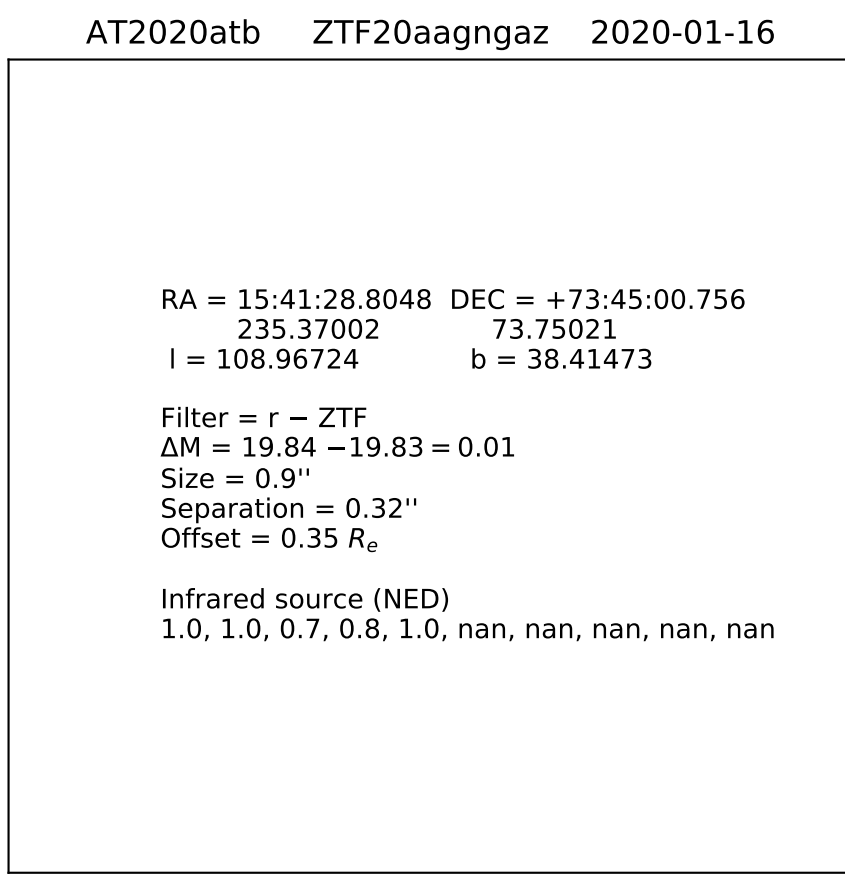 AT2020atb ZTF20aagngaz 2020-01-16
RA = 15:41:28.8048 DEC = +73:45:00.756
235.37002 73.75021
l = 108.96724 b = 38.41473
Filter = r − ZTF
ΔM = 19.84 −19.83 = 0.01
Size = 0.9''
Separation = 0.32''
Offset = 0.35 Rₑ
Infrared source (NED)
1.0, 1.0, 0.7, 0.8, 1.0, nan, nan, nan, nan, nan